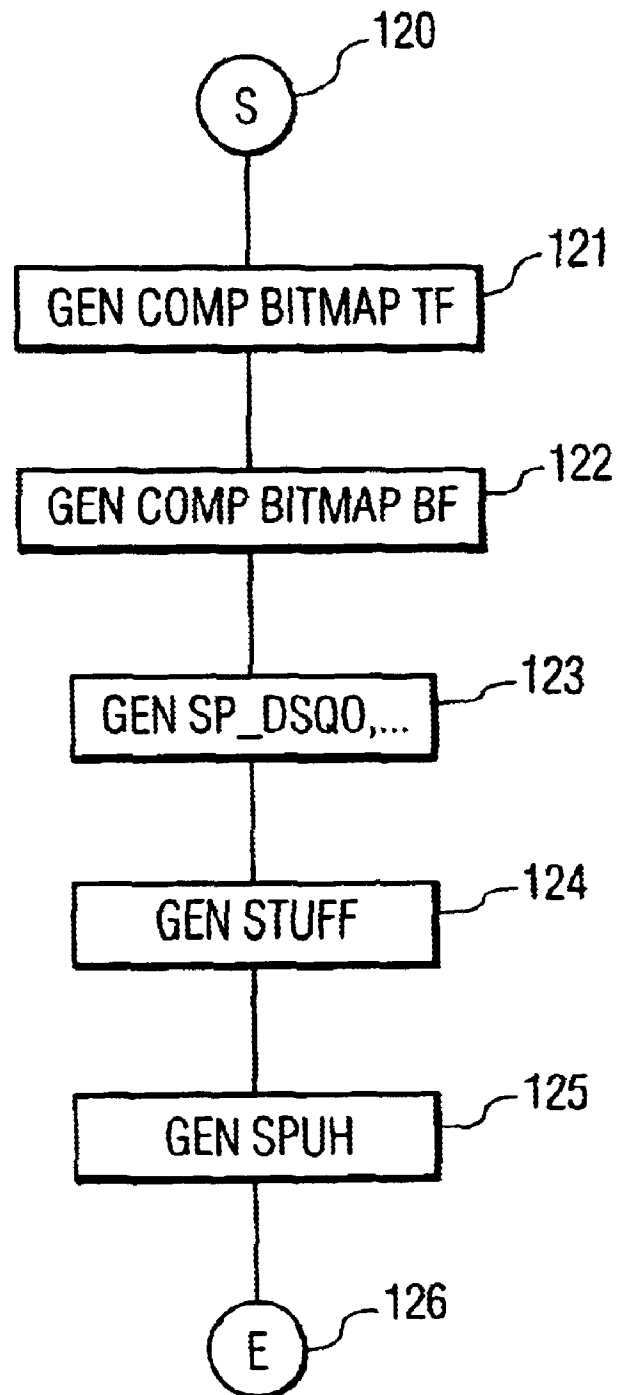 120
S
121
GEN COMP BITMAP TF
122
GEN COMP BITMAP BF
123
GEN SP_DSQ0,...
124
GEN STUFF
125
GEN SPUH
126
E